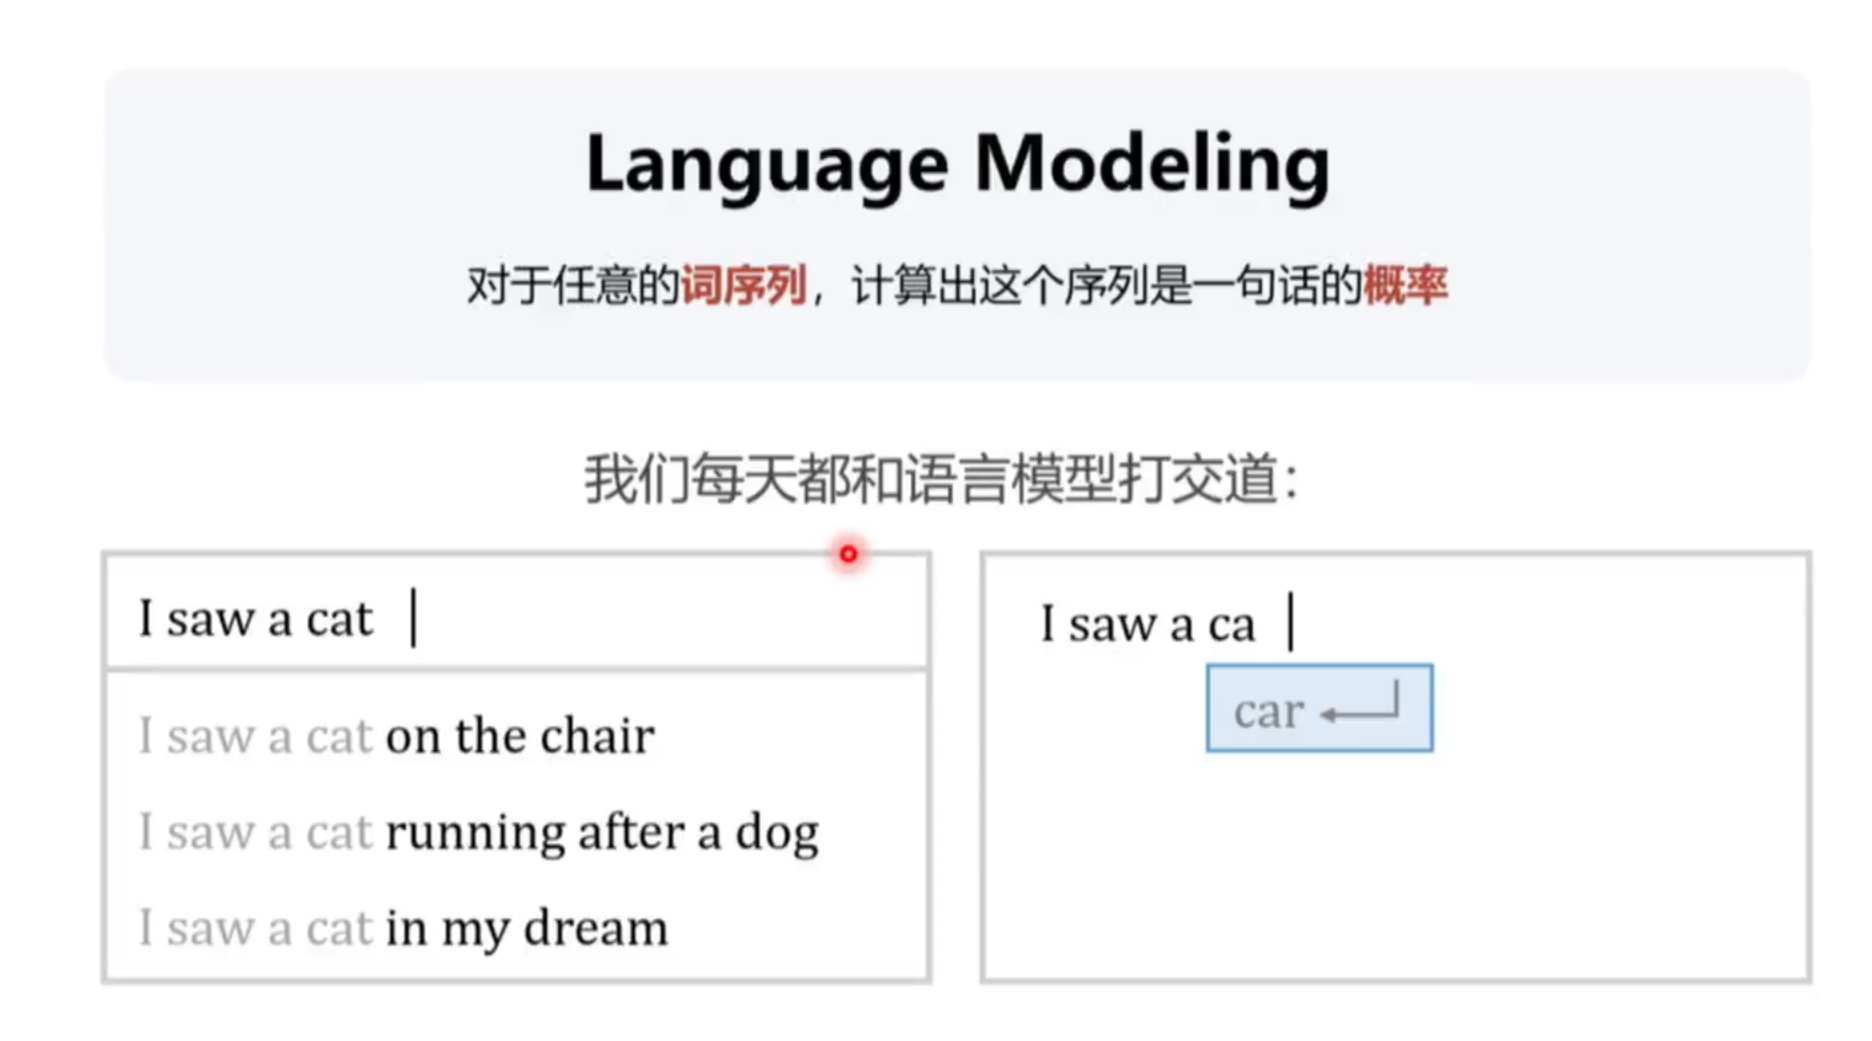 Language Modeling
对于任意的词序列，计算出这个序列是一句话的概率
我们每天都和语言模型打交道：
I saw a cat
I saw a cat on the chair
I saw a cat running after a dog
I saw a cat in my dream
I saw a ca
car